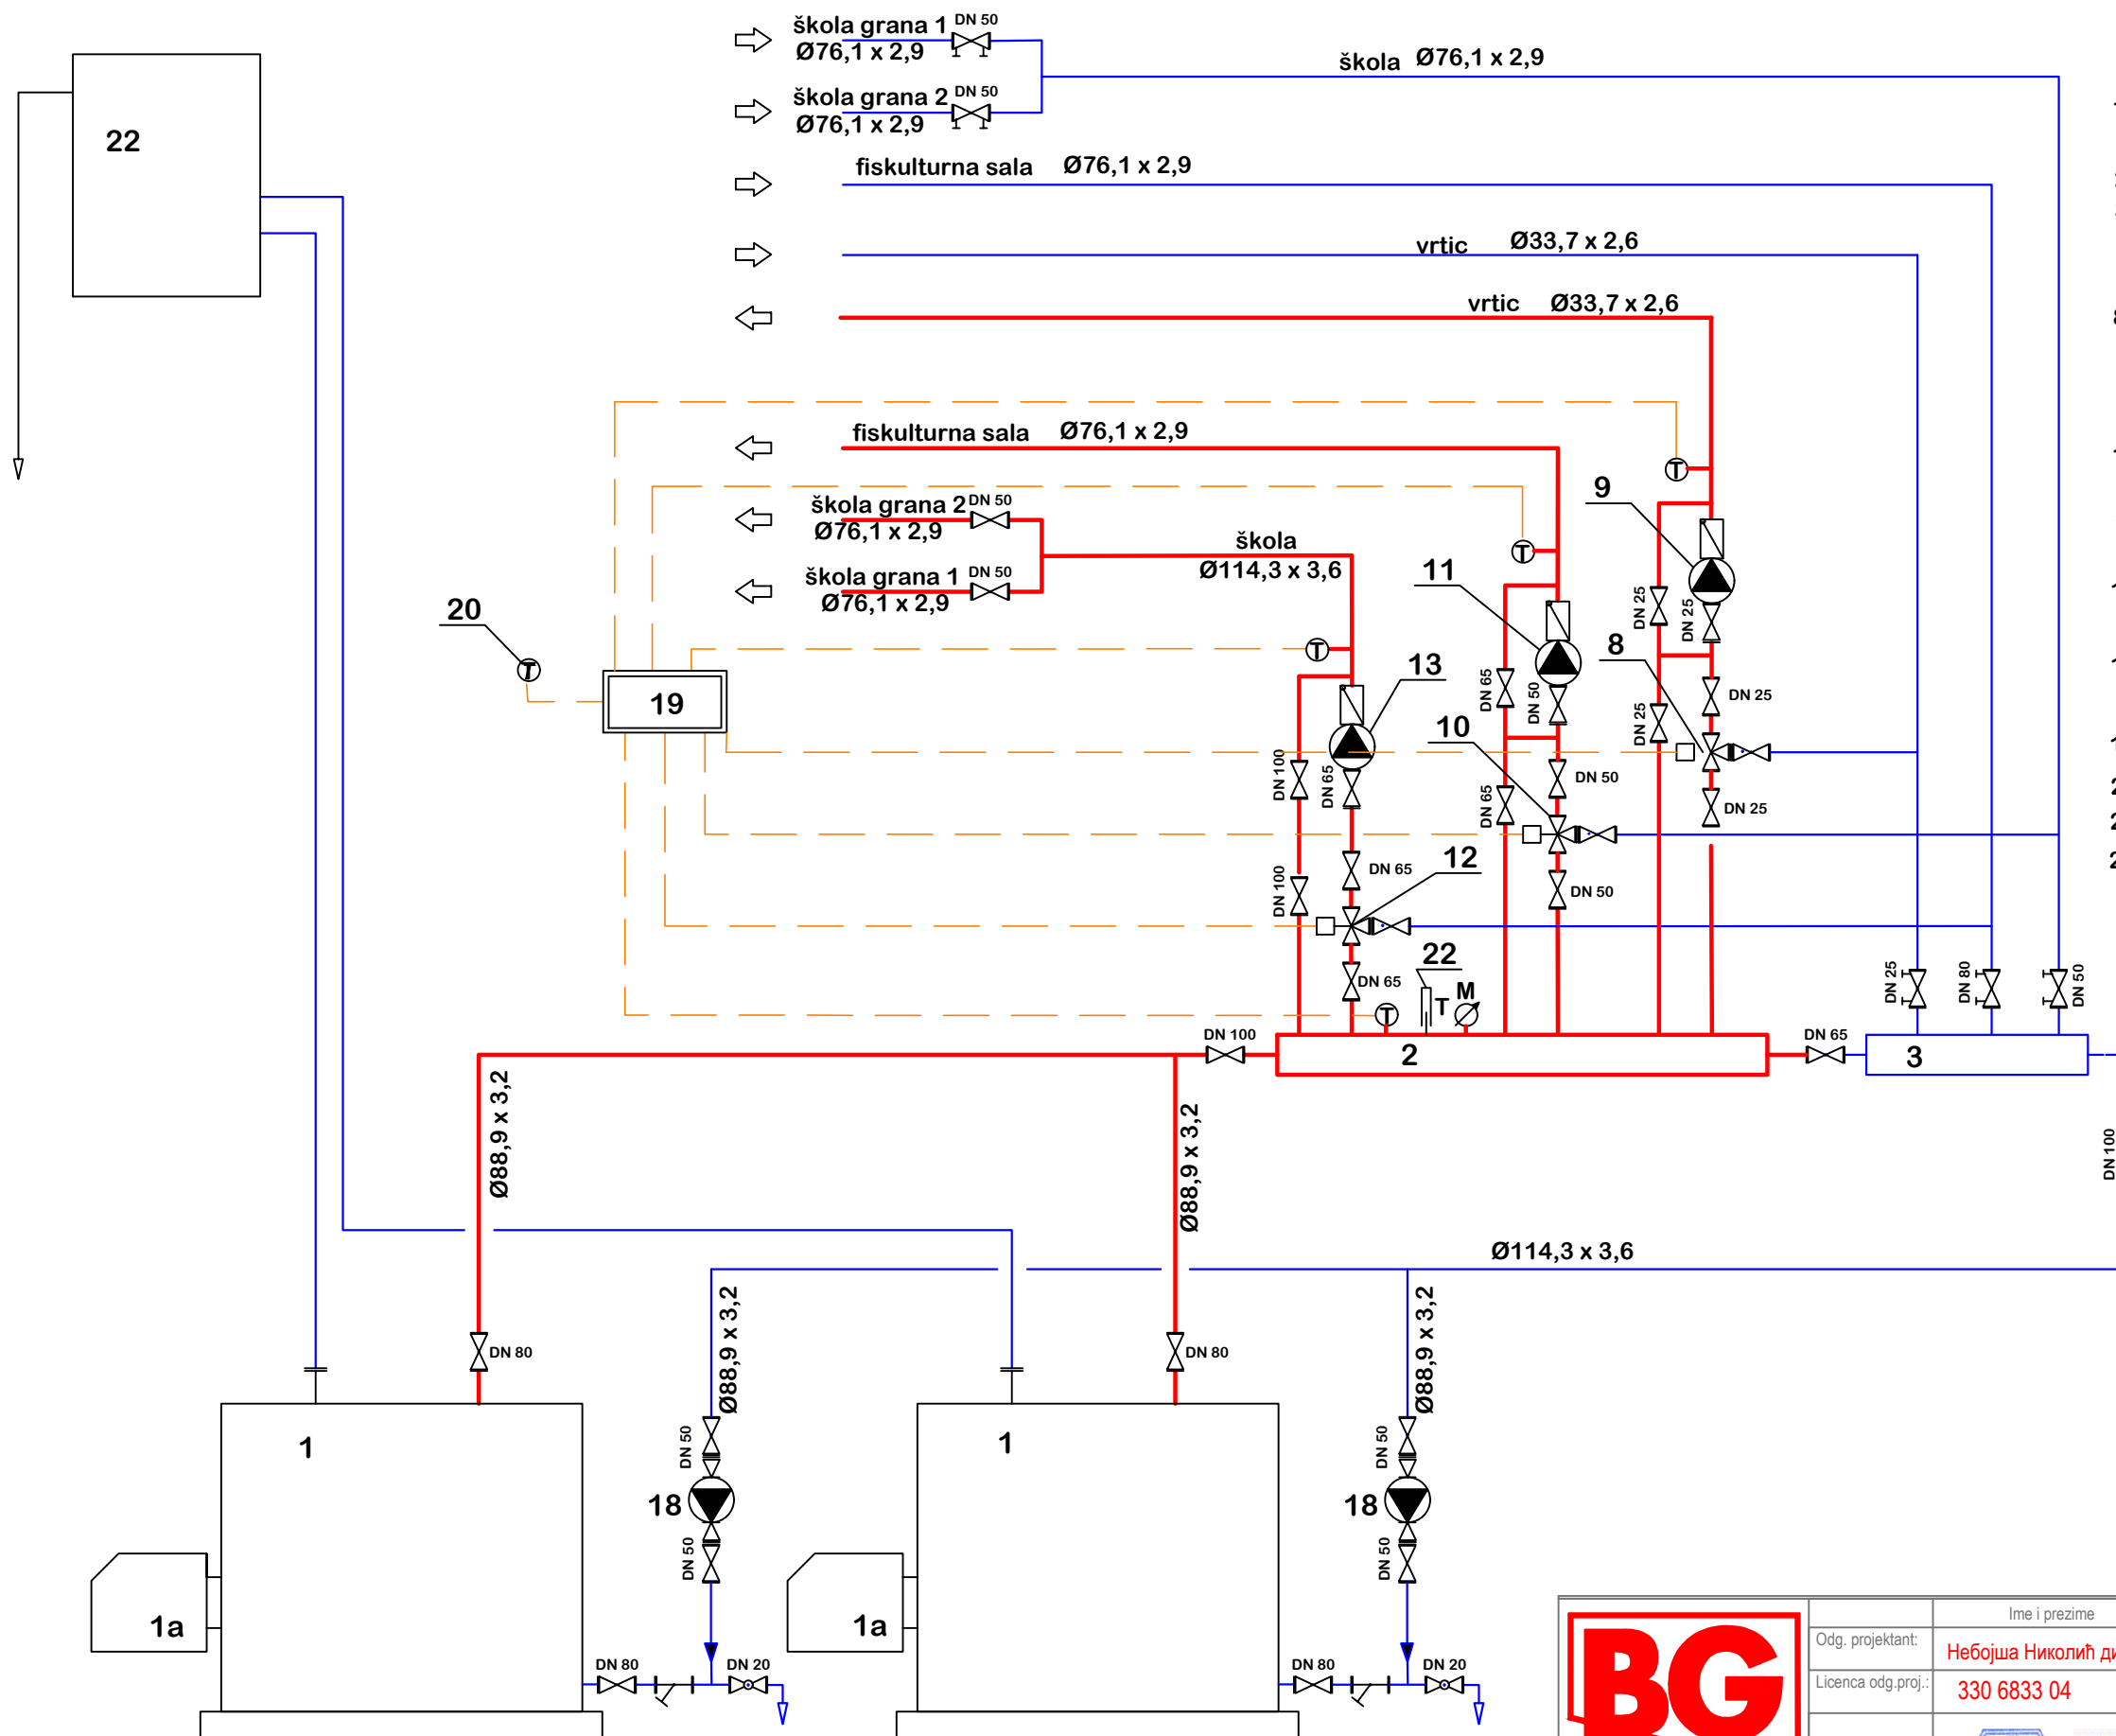 škola grana 1 DN 50
Ø76,1 x 2,9
škola Ø76,1 x 2,9
škola grana 2 DN 50
Ø76,1 x 2,9
22
fiskulturna sala Ø76,1 x 2,9
vrtic Ø33,7 x 2,6
vrtic Ø33,7 x 2,6
fiskulturna sala Ø76,1 x 2,9
T
9
škola grana 2 DN 50
Ø76,1 x 2,9
škola
Ø114,3 x 3,6
T
11
škola grana 1 DN 50
Ø76,1 x 2,9
20
DN 25
DN 25
T
19
T
13
8
DN 65
DN 50
DN 25
DN 25
10
DN 100
DN 65
DN 50
DN 65
DN 25
12
DN 100
DN 65
DN 50
22
DN 65
T
T
M
DN 25
DN 80
DN 50
DN 100
2
DN 65
3
Ø88,9 x 3,2
Ø88,9 x 3,2
DN 100
Ø114,3 x 3,6
Ø88,9 x 3,2
Ø88,9 x 3,2
DN 80
DN 80
1
DN 50
1
DN 50
18
18
DN 50
DN 50
1a
1a
DN 80
DN 20
DN 80
DN 20
BG
Ime i prezime
Odg. projektant:
Небојша Николић
Licenca odg.proj.:
330 6833 04